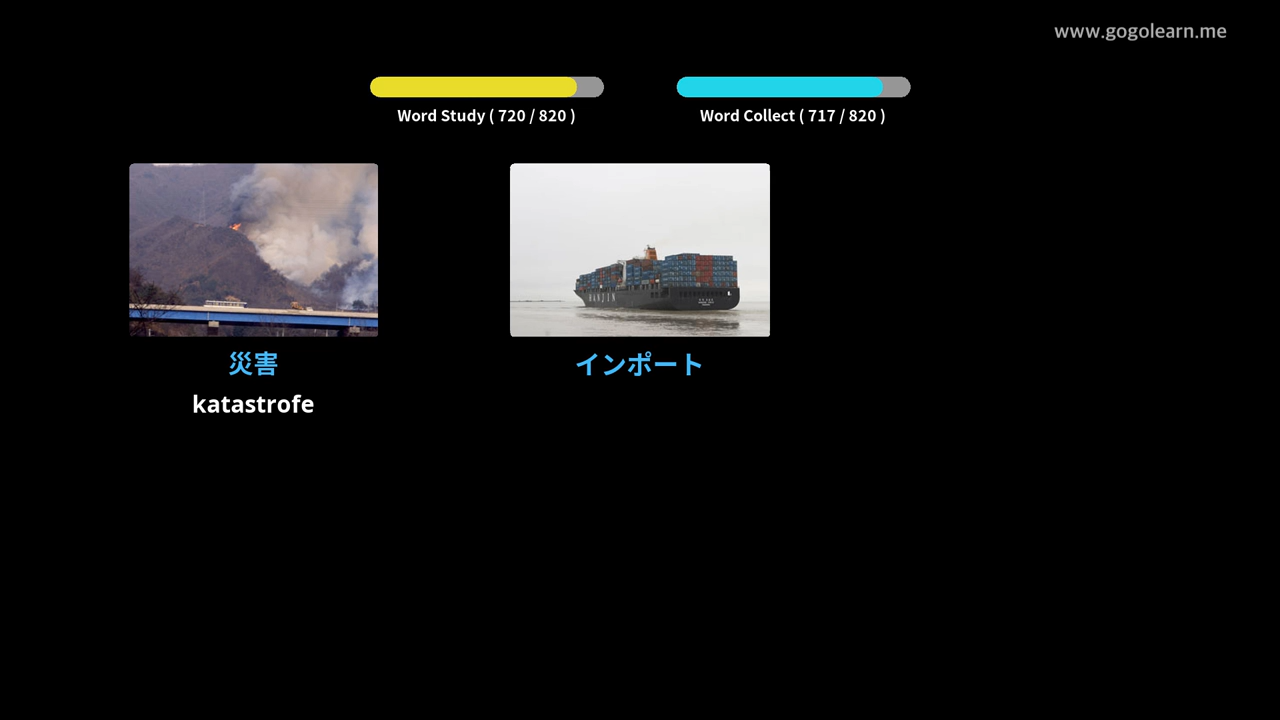 www.gogolearn.me
Word Study ( 720 / 820 )
Word Collect ( 717 / 820 )
HANJIN
災害
インポート
katastrofe